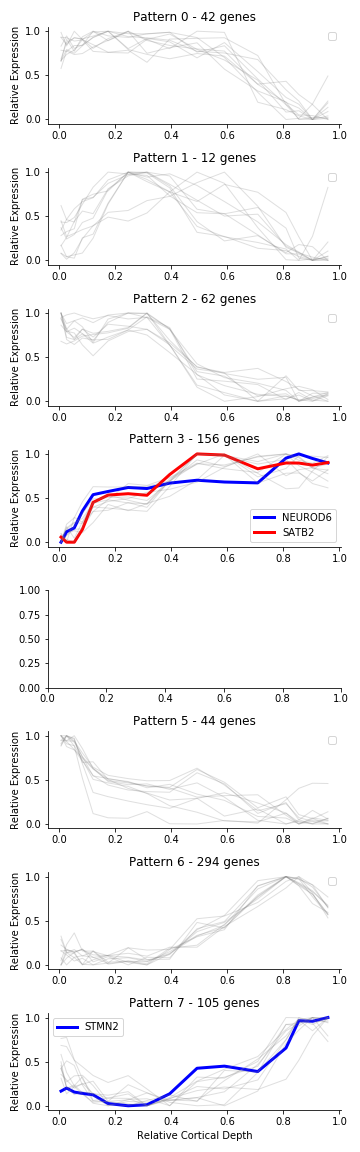 Pattern 0 - 42 genes
Relative Expression
1.0
0.5
0.0
0.0 0.2 0.4 0.6 0.8 1.0
Pattern 1 - 12 genes
Relative Expression
1.0
0.5
0.0
0.0 0.2 0.4 0.6 0.8 1.0
Pattern 2 - 62 genes
Relative Expression
1.0
0.5
0.0
0.0 0.2 0.4 0.6 0.8 1.0
Pattern 3 - 156 genes
Relative Expression
1.0
0.5
0.0
NEUROD6
SATB2
0.0 0.2 0.4 0.6 0.8 1.0
1.00
0.75
0.50
0.25
0.00
0.0 0.2 0.4 0.6 0.8 1.0
Pattern 5 - 44 genes
Relative Expression
1.0
0.5
0.0
0.0 0.2 0.4 0.6 0.8 1.0
Pattern 6 - 294 genes
Relative Expression
1.0
0.5
0.0
0.0 0.2 0.4 0.6 0.8 1.0
Pattern 7 - 105 genes
Relative Expression
1.0
0.5
0.0
STMN2
0.0 0.2 0.4 0.6 0.8 1.0
Relative Cortical Depth